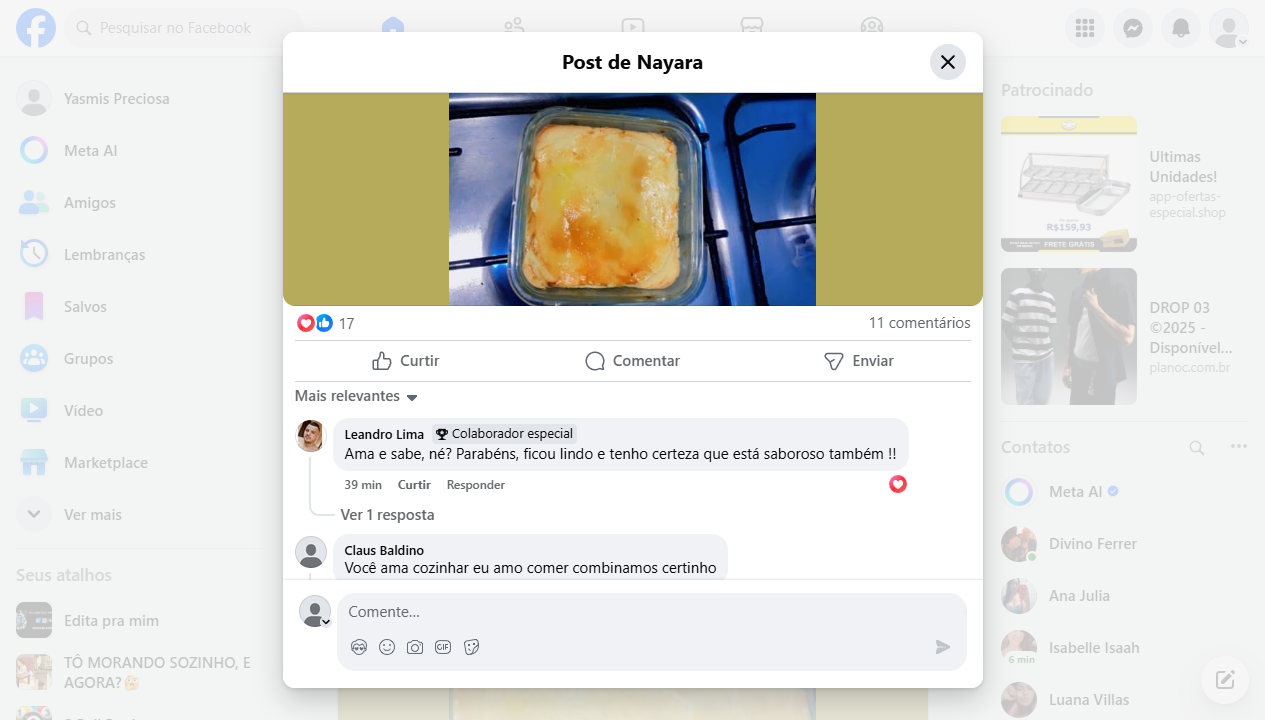 Pesquisar no Facebook
Yasmis Preciosa
Meta AI
Amigos
Lembranças
Salvos
Grupos
Vídeo
Marketplace
Ver mais
Seus atalhos
Edita pra mim
TÔ MORANDO SOZINHO, E
AGORA?🤔
Post de Nayara
17
11 comentários
Curtir
Comentar
Enviar
Mais relevantes
Leandro Lima Colaborador especial
Ama e sabe, né? Parabéns, ficou lindo e tenho certeza que está saboroso também !!
39 min Curtir Responder
Ver 1 resposta
Claus Baldino
Você ama cozinhar eu amo comer combinamos certinho
Comente...
GIF
Patrocinado
R$159,93
FRETE GRÁTIS
Ultimas
Unidades!
app-ofertas-
especial.shop
DROP 03
©2025 -
Disponível...
planoc.com.br
Contatos
Meta AI
Divino Ferrer
Ana Julia
Isabelle Isaah
6 min
Luana Villas